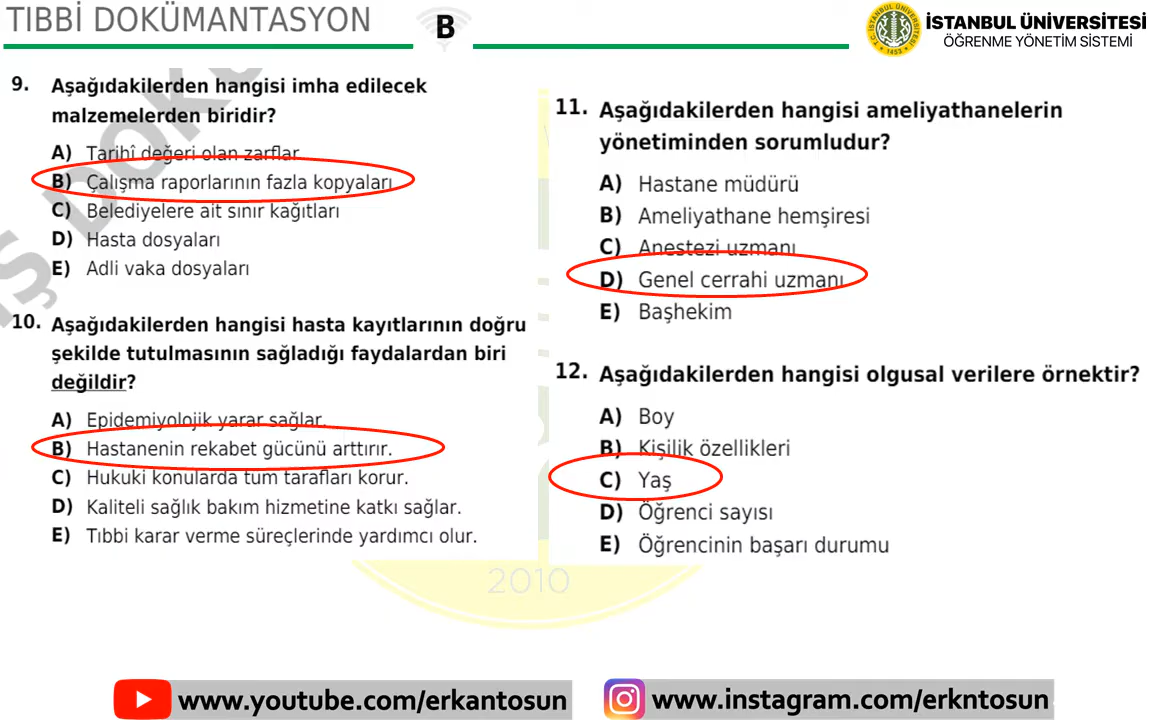 TIBBİ DOKÜMANTASYON
B
İSTANBUL ÜNİVERSİTESİ
ÖĞRENME YÖNETİM SİSTEMİ
9. Aşağıdakilerden hangisi imha edilecek
malzemelerden biridir?
A) Tarihî değeri olan zarflar
B) Çalışma raporlarının fazla kopyaları
C) Belediyelere ait sınır kağıtları
D) Hasta dosyaları
E) Adli vaka dosyaları
10. Aşağıdakilerden hangisi hasta kayıtlarının doğru
şekilde tutulmasının sağladığı faydalardan biri
değildir?
A) Epidemiyolojik yarar sağlar.
B) Hastanenin rekabet gücünü arttırır.
C) Hukuki konularda tüm tarafları korur.
D) Kaliteli sağlık bakım hizmetine katkı sağlar.
E) Tıbbi karar verme süreçlerinde yardımcı olur.
11. Aşağıdakilerden hangisi ameliyathanelerin
yönetiminden sorumludur?
A) Hastane müdürü
B) Ameliyathane hemşiresi
C) Anestezi uzmanı
D) Genel cerrahi uzmanı
E) Başhekim
12. Aşağıdakilerden hangisi olgusal verilere örnektir?
A) Boy
B) Kişilik özellikleri
C) Yaş
D) Öğrenci sayısı
E) Öğrencinin başarı durumu
2010
www.youtube.com/erkantosun
www.instagram.com/erkntosun